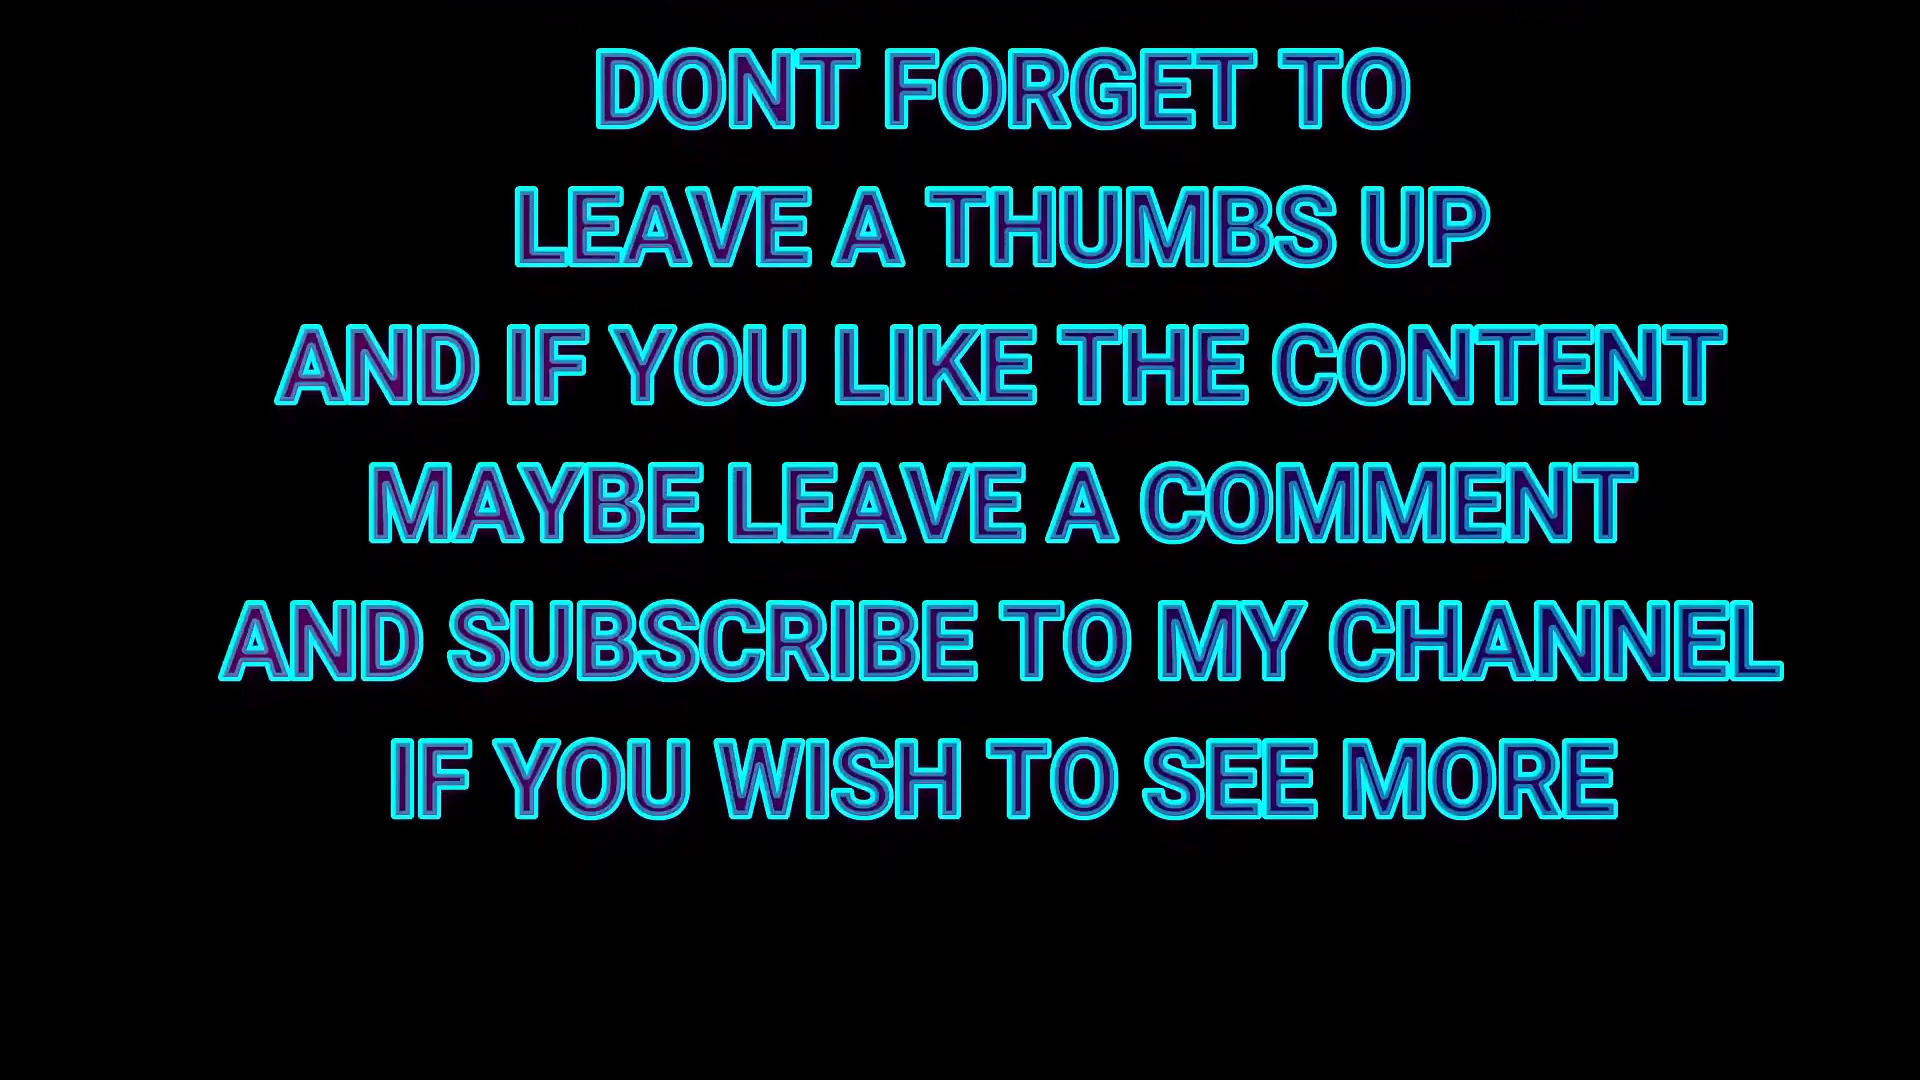 DONT FORGET TO
LEAVE A THUMBS UP
AND IF YOU LIKE THE CONTENT
MAYBE LEAVE A COMMENT
AND SUBSCRIBE TO MY CHANNEL
IF YOU WISH TO SEE MORE